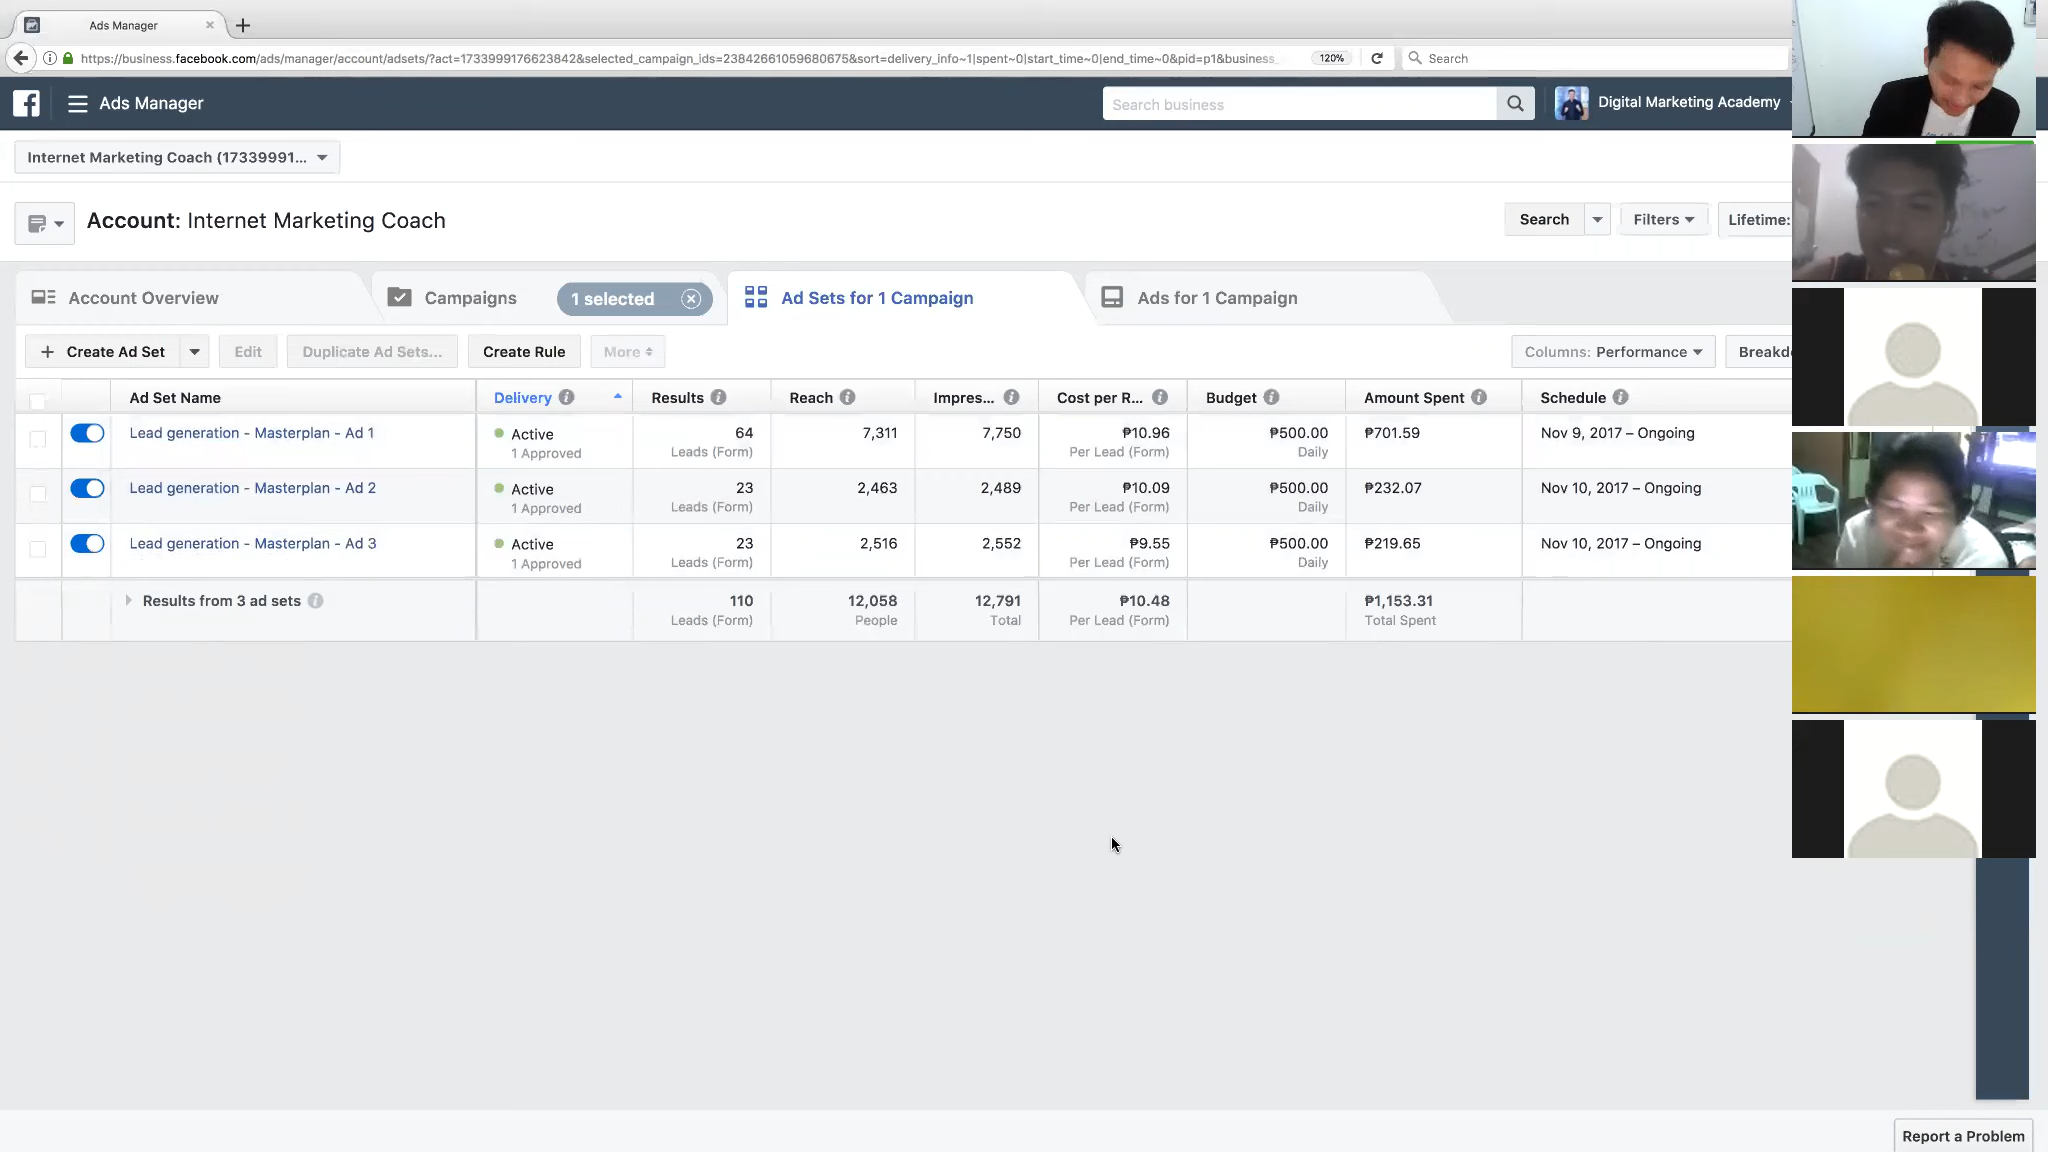 Ads Manager
https://business.facebook.com/ads/manager/account/adsets/?act=1733999176623842&selected_campaign_ids=23842661059680675&sort=delivery_info~1|spent~0|start_time~0|end_time~0&pid=p1&business_ 120% Search
Ads Manager Search business Digital Marketing Academy
Internet Marketing Coach (17339991...
Account: Internet Marketing Coach Search Filters Lifetime:
Account Overview Campaigns 1 selected Ad Sets for 1 Campaign Ads for 1 Campaign
+ Create Ad Set Edit Duplicate Ad Sets... Create Rule More Columns: Performance Breakd
Ad Set Name Delivery Results Reach Impres... Cost per R... Budget Amount Spent Schedule
Lead generation - Masterplan - Ad 1 Active 64 7,311 7,750 ₱10.96 ₱500.00 ₱701.59 Nov 9, 2017 – Ongoing
1 Approved Leads (Form) Per Lead (Form) Daily
Lead generation - Masterplan - Ad 2 Active 23 2,463 2,489 ₱10.09 ₱500.00 ₱232.07 Nov 10, 2017 – Ongoing
1 Approved Leads (Form) Per Lead (Form) Daily
Lead generation - Masterplan - Ad 3 Active 23 2,516 2,552 ₱9.55 ₱500.00 ₱219.65 Nov 10, 2017 – Ongoing
1 Approved Leads (Form) Per Lead (Form) Daily
Results from 3 ad sets 110 12,058 12,791 ₱10.48 ₱1,153.31
Leads (Form) People Total Per Lead (Form) Total Spent
Report a Problem